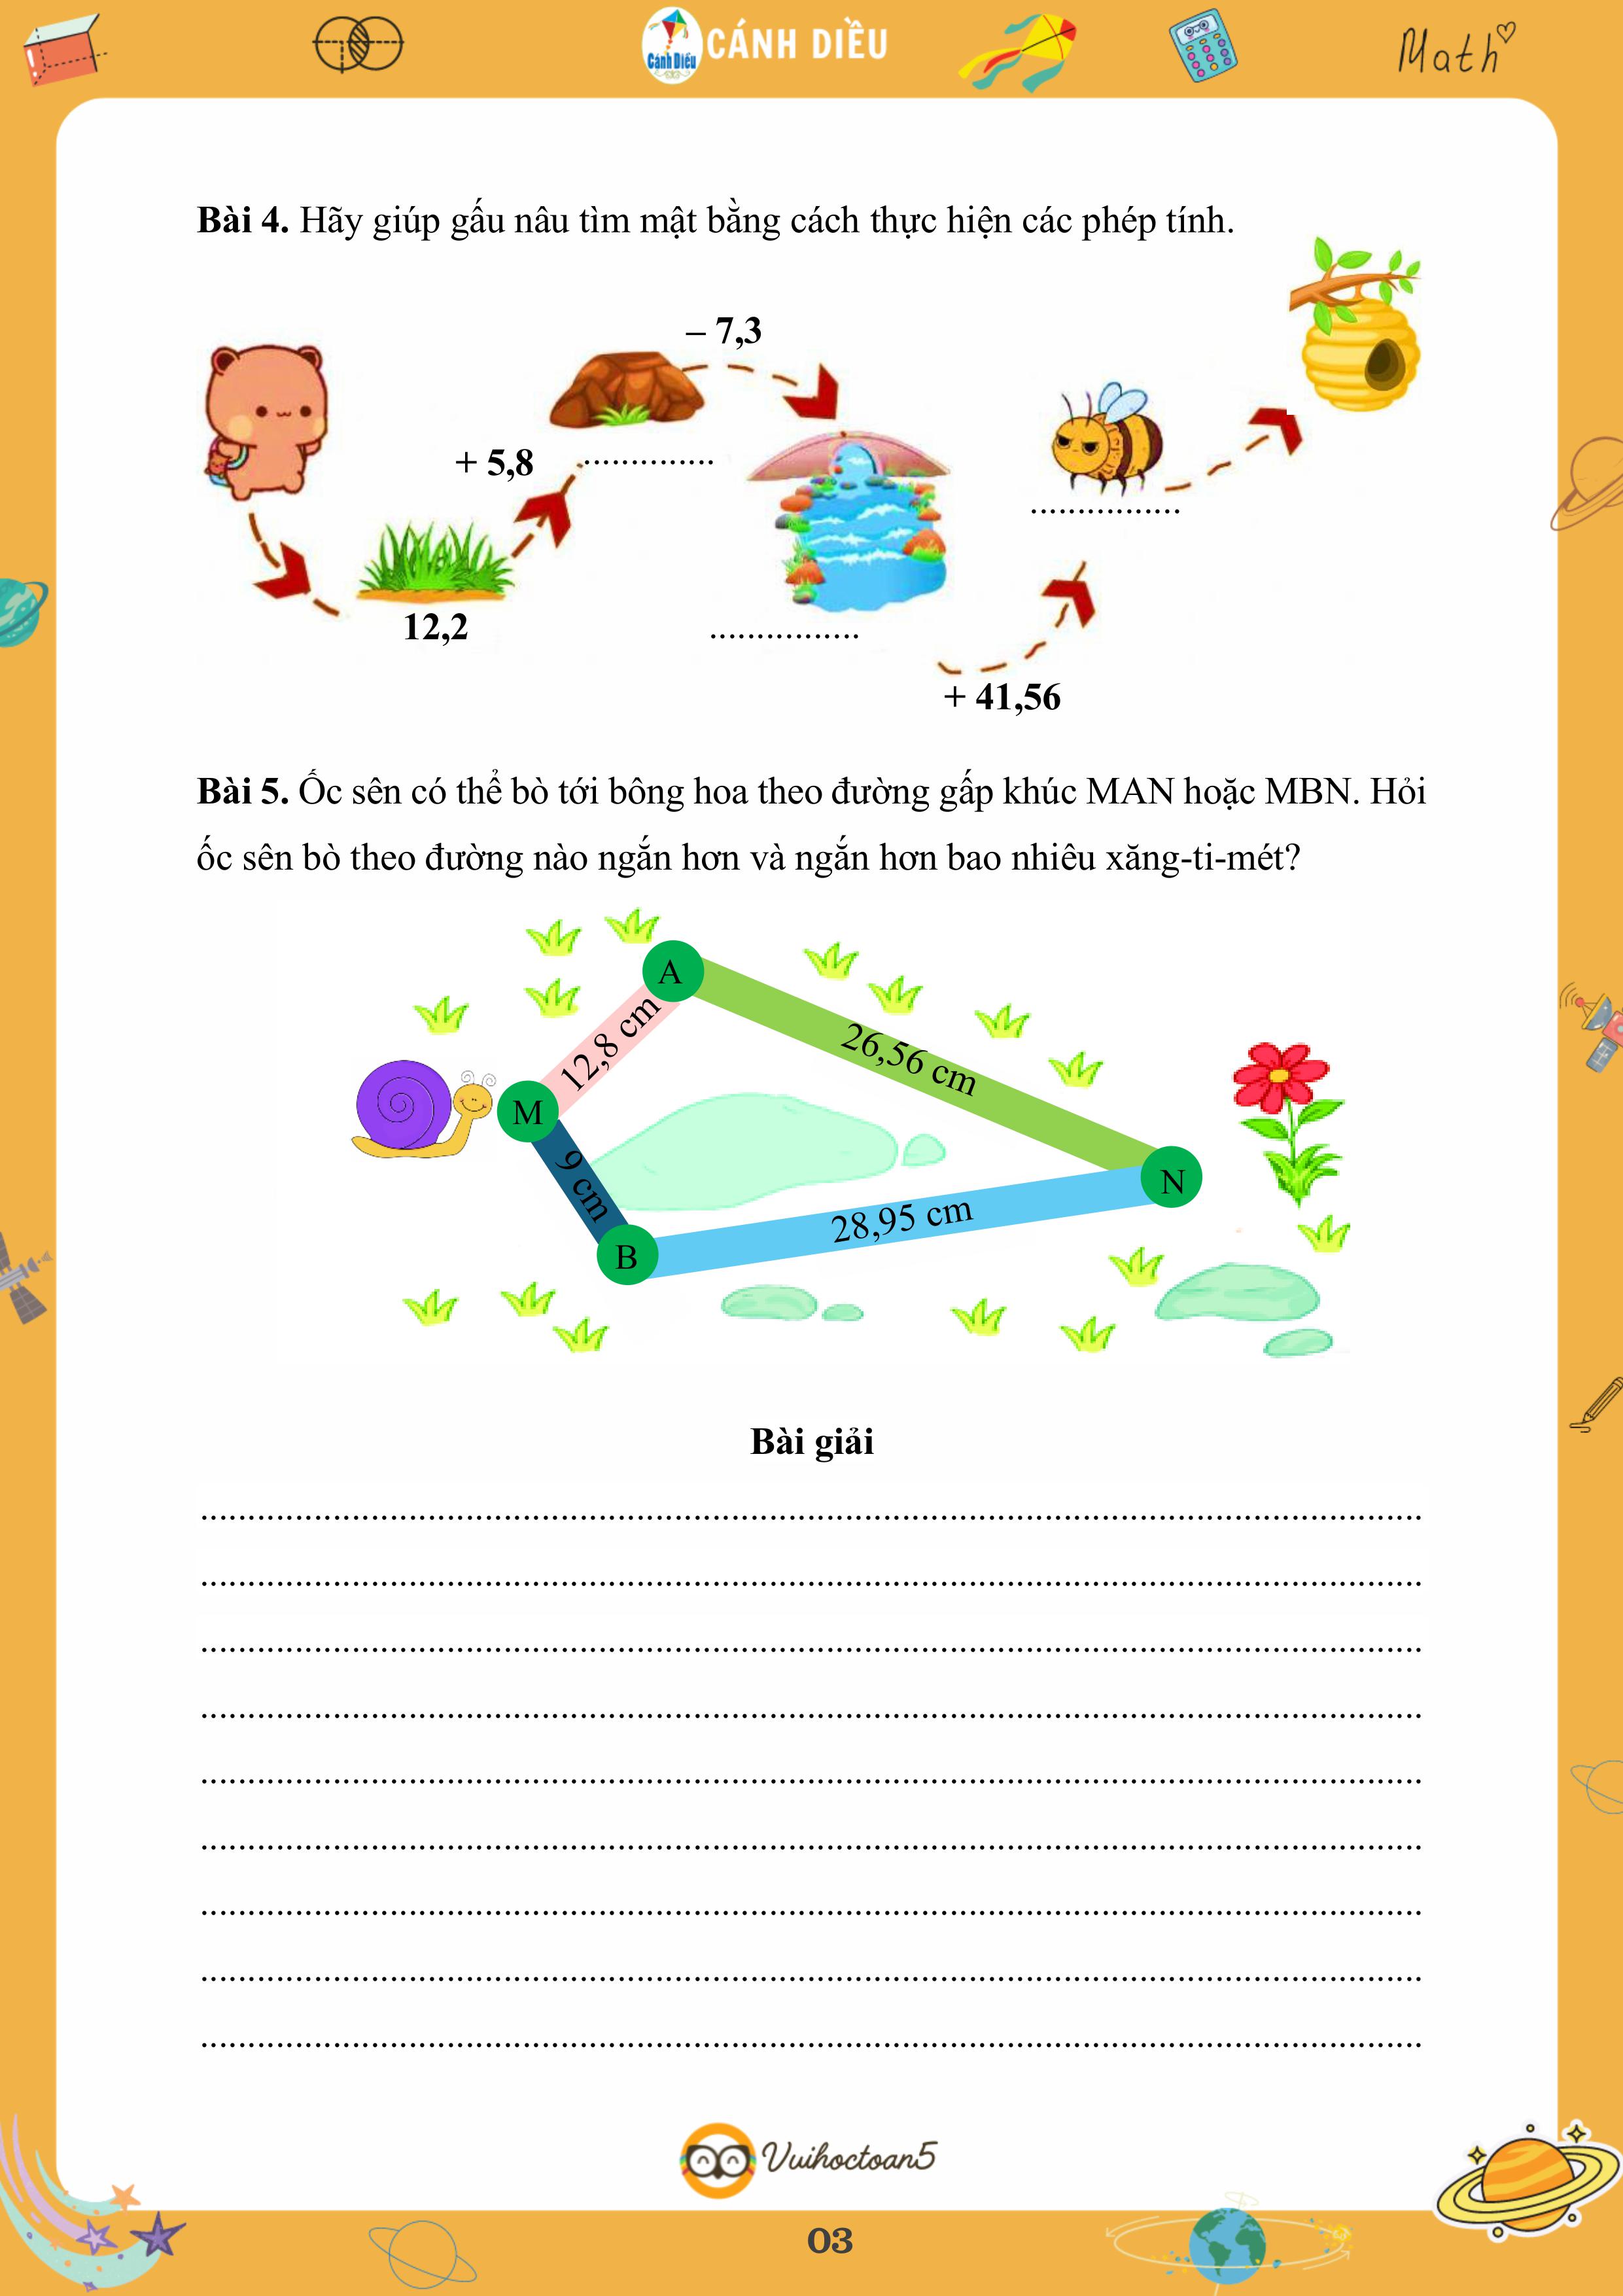 Cánh Diều CÁNH DIỀU
Math
Bài 4. Hãy giúp gấu nâu tìm mật bằng cách thực hiện các phép tính.
– 7,3
+ 5,8 ..............
................
12,2
................
+ 41,56
Bài 5. Ốc sên có thể bò tới bông hoa theo đường gấp khúc MAN hoặc MBN. Hỏi
ốc sên bò theo đường nào ngắn hơn và ngắn hơn bao nhiêu xăng-ti-mét?
A
12,8 cm
26,56 cm
M
9 cm
N
28,95 cm
B
Bài giải
Vuihoctoan5
03